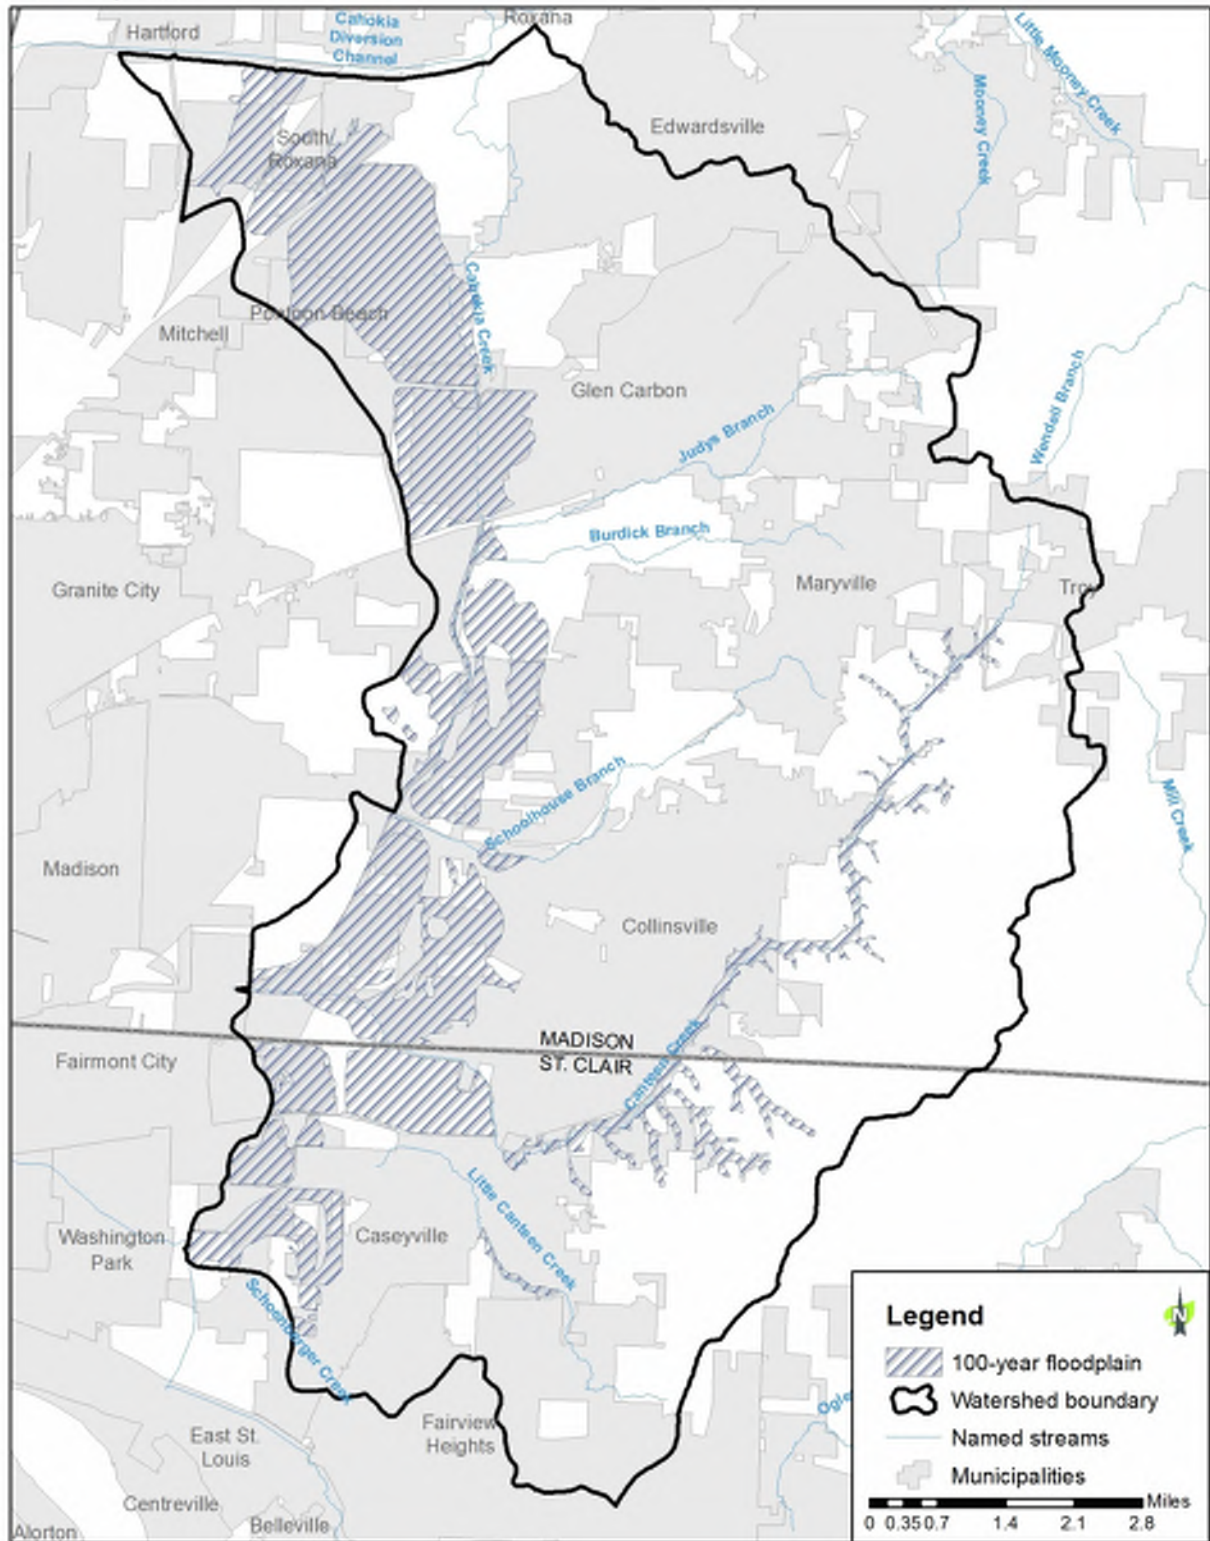 Hartford
Cahokia
Diversion
Channel
Roxana
Little Mooney Creek
Mooney Creek
Edwardsville
South
Roxana
Cahokia Creek
Pontoon Beach
Mitchell
Glen Carbon
Judys Branch
Wendell Branch
Burdick Branch
Granite City
Maryville
Troy
Schoolhouse Branch
Mill Creek
Madison
Collinsville
MADISON
ST. CLAIR
Fairmont City
Canteen Creek
Little Canteen Creek
Washington
Park
Caseyville
Schoenberger Creek
Fairview
Heights
Ogle
East St.
Louis
Centreville
Belleville
Alorton
Legend
N
100-year floodplain
Watershed boundary
Named streams
Municipalities
Miles
0 0.35 0.7 1.4 2.1 2.8